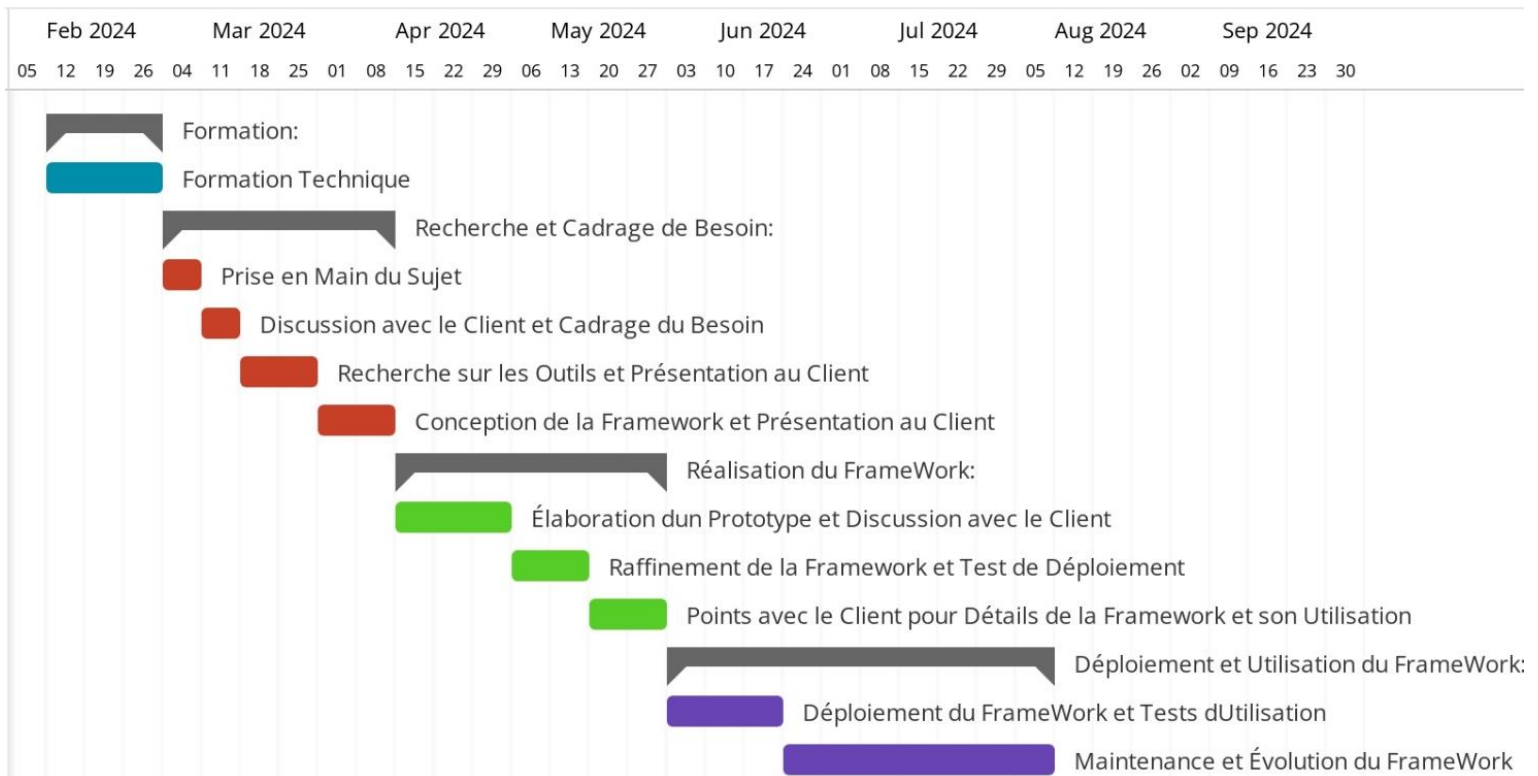 Feb 2024 Mar 2024 Apr 2024 May 2024 Jun 2024 Jul 2024 Aug 2024 Sep 2024
05 12 19 26 04 11 18 25 01 08 15 22 29 06 13 20 27 03 10 17 24 01 08 15 22 29 05 12 19 26 02 09 16 23 30
Formation:
Formation Technique
Recherche et Cadrage de Besoin:
Prise en Main du Sujet
Discussion avec le Client et Cadrage du Besoin
Recherche sur les Outils et Présentation au Client
Conception de la Framework et Présentation au Client
Réalisation du FrameWork:
Élaboration dun Prototype et Discussion avec le Client
Raffinement de la Framework et Test de Déploiement
Points avec le Client pour Détails de la Framework et son Utilisation
Déploiement et Utilisation du FrameWork:
Déploiement du FrameWork et Tests dUtilisation
Maintenance et Évolution du FrameWork